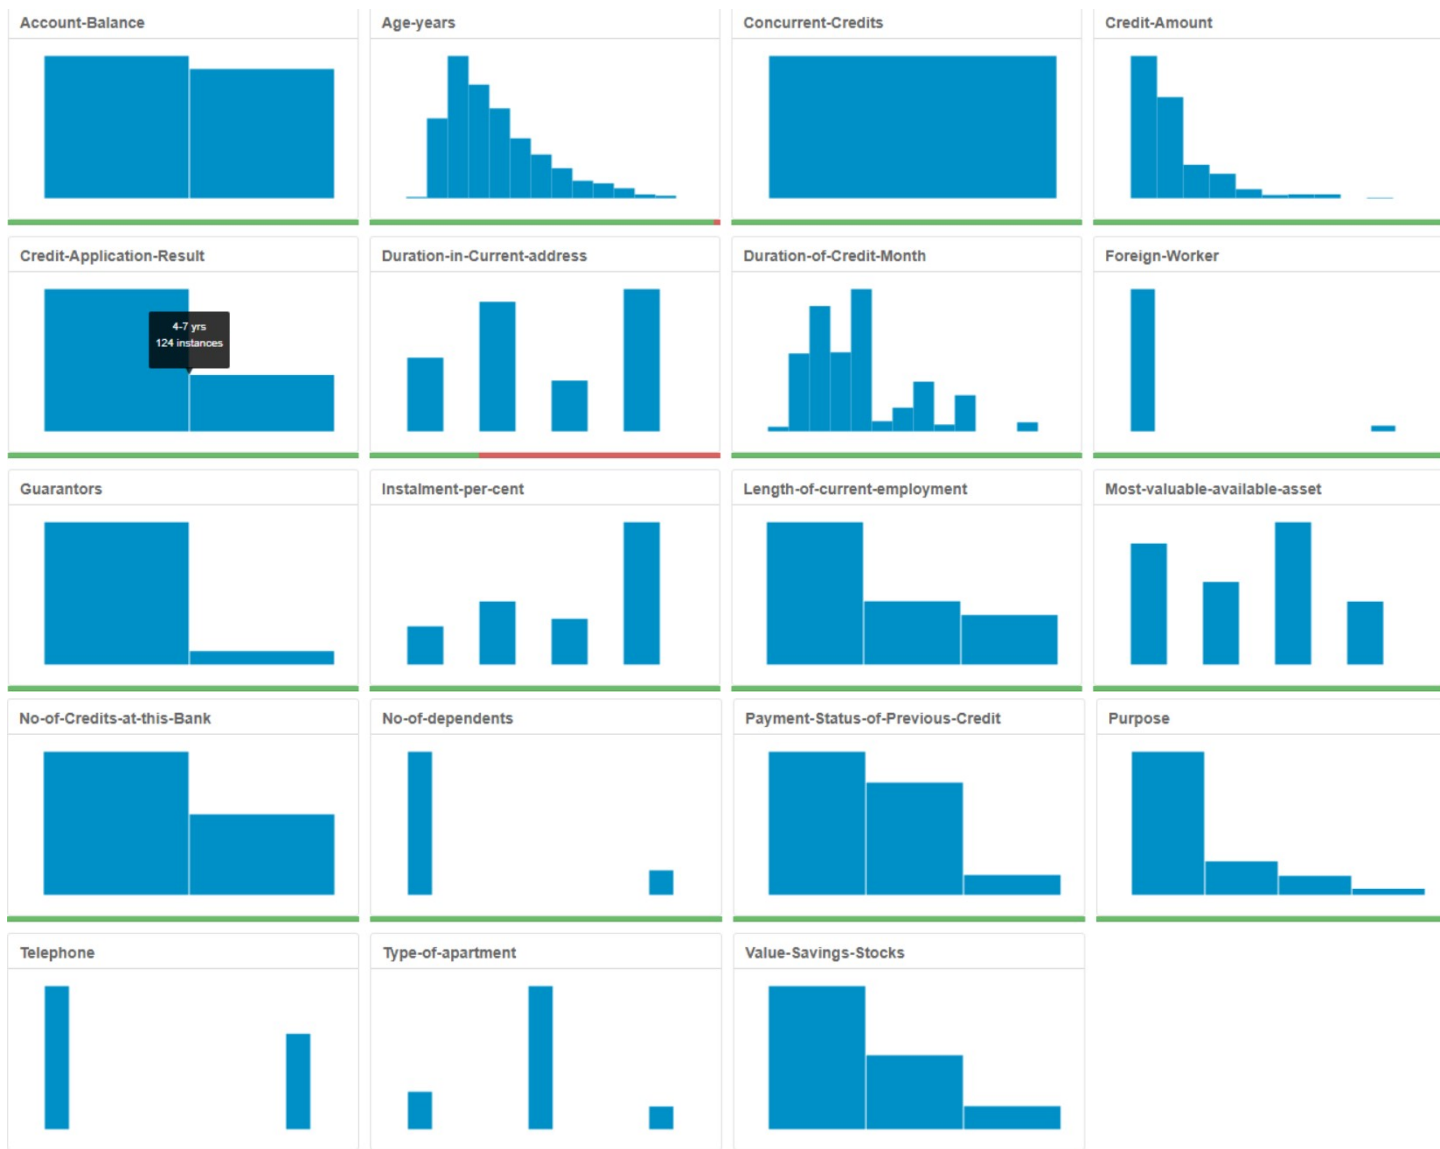 Account-Balance
Age-years
Concurrent-Credits
Credit-Amount
Credit-Application-Result
4-7 yrs
124 instances
Duration-in-Current-address
Duration-of-Credit-Month
Foreign-Worker
Guarantors
Instalment-per-cent
Length-of-current-employment
Most-valuable-available-asset
No-of-Credits-at-this-Bank
No-of-dependents
Payment-Status-of-Previous-Credit
Purpose
Telephone
Type-of-apartment
Value-Savings-Stocks